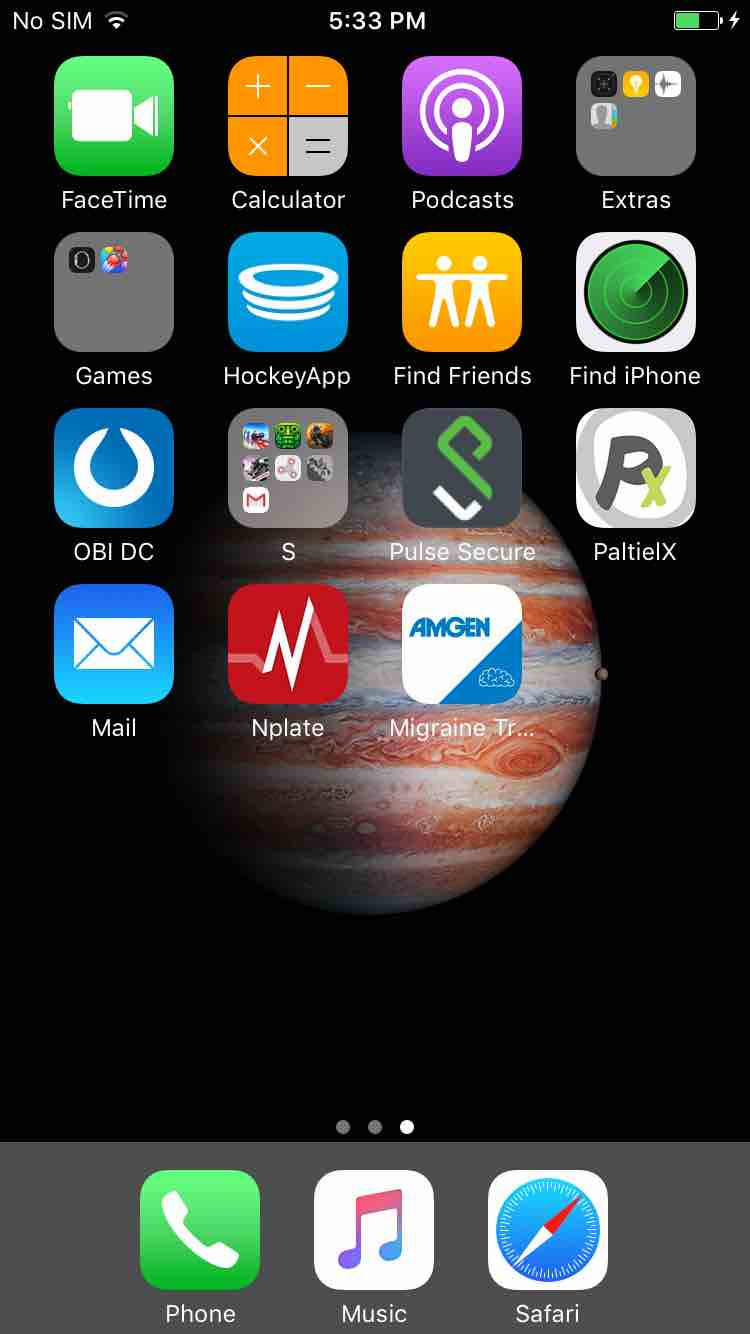 No SIM 5:33 PM
FaceTime Calculator Podcasts Extras
Games HockeyApp Find Friends Find iPhone
OBI DC S Pulse Secure PaltielX
AMGEN
Mail Nplate Migraine Tr...
Phone Music Safari